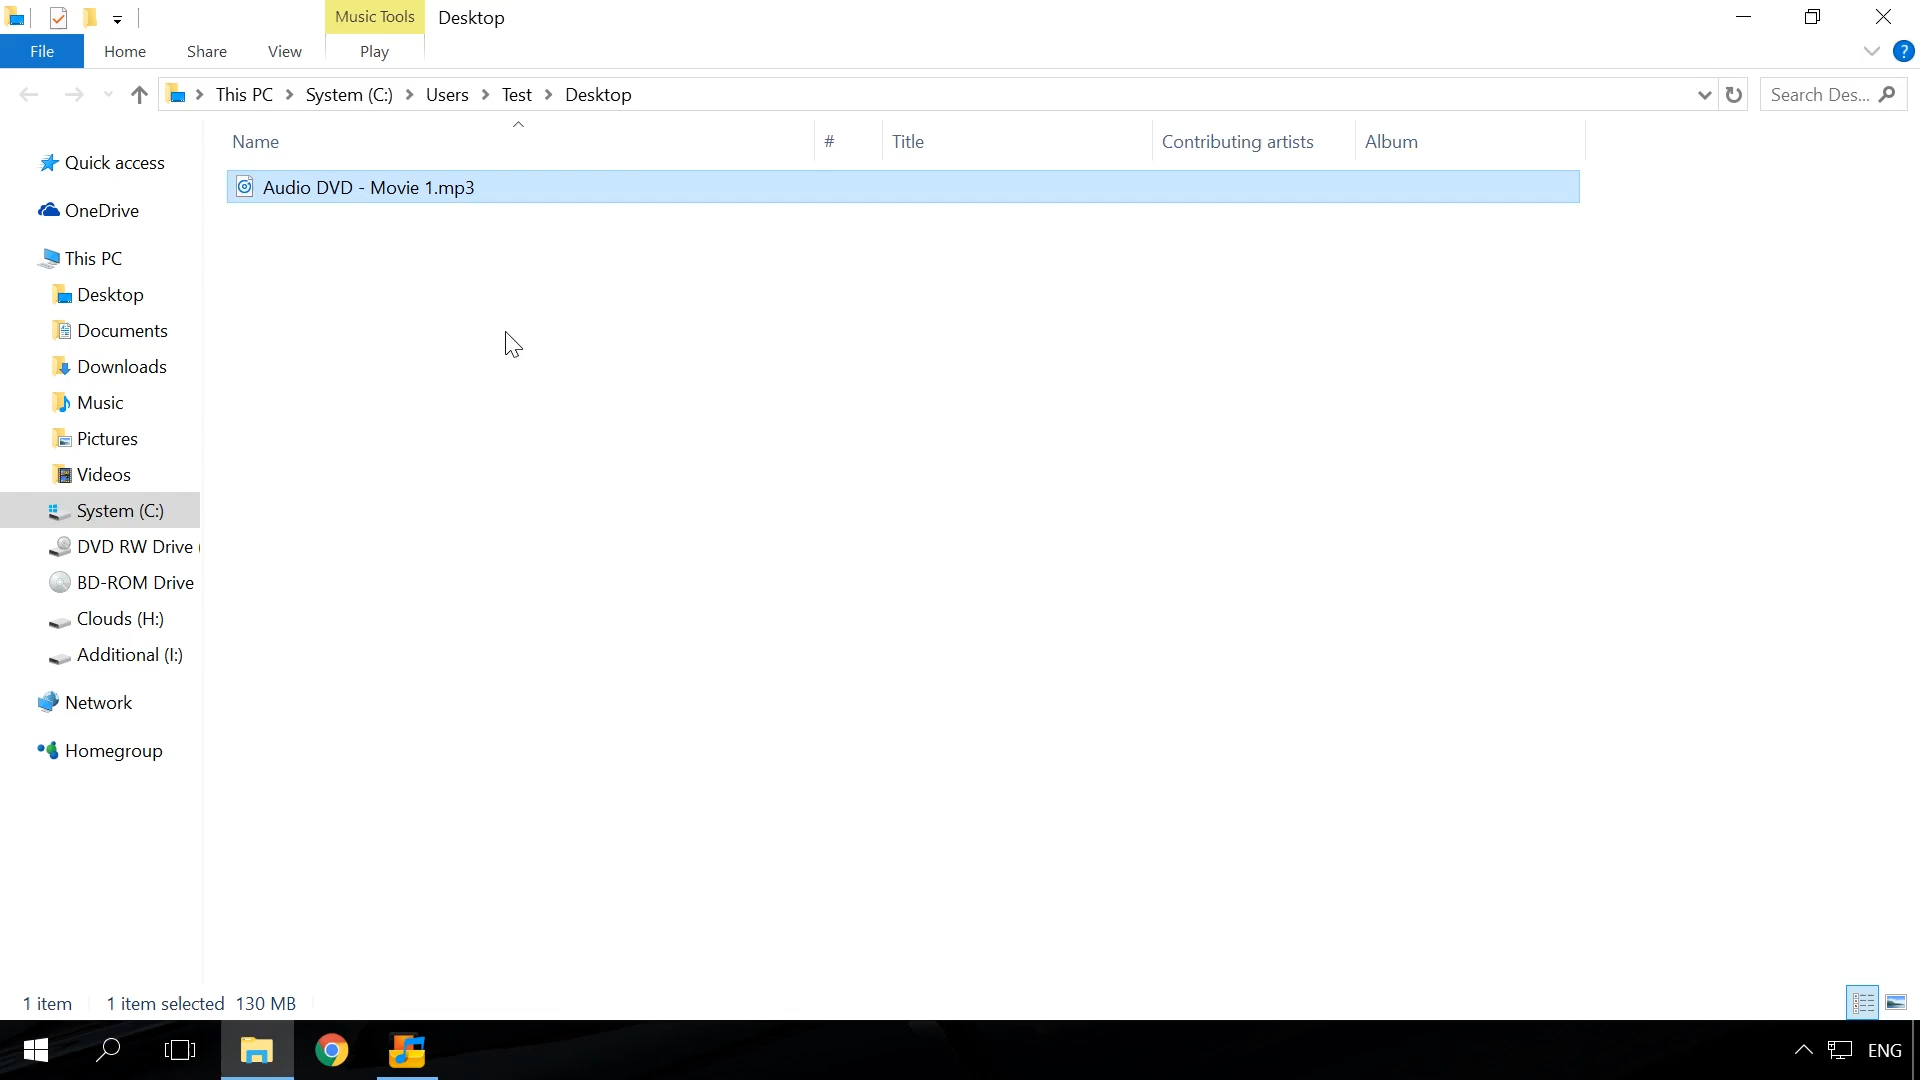 Music Tools
Desktop
File
Home
Share
View
Play
This PC
System (C:)
Users
Test
Desktop
Search Des...
Name
#
Title
Contributing artists
Album
Audio DVD - Movie 1.mp3
Quick access
OneDrive
This PC
Desktop
Documents
Downloads
Music
Pictures
Videos
System (C:)
DVD RW Drive (
BD-ROM Drive
Clouds (H:)
Additional (I:)
Network
Homegroup
1 item
1 item selected 130 MB
ENG